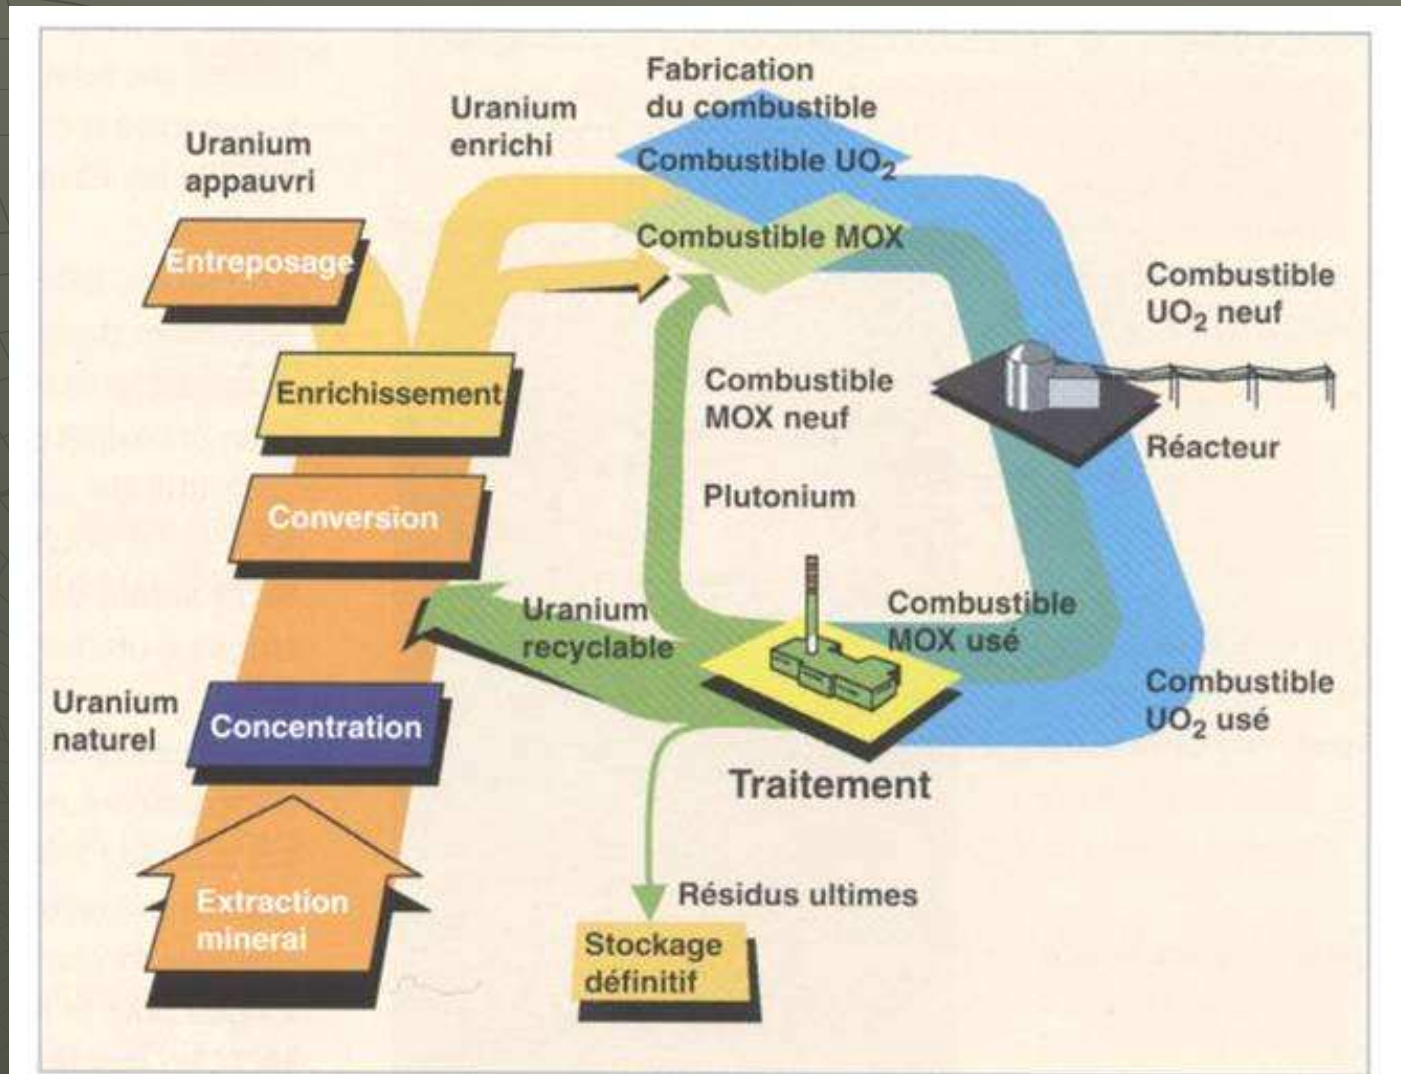 Fabrication
du combustible
Uranium
enrichi
Uranium
appauvri
Combustible UO₂
Combustible MOX
Entreposage
Combustible
UO₂ neuf
Enrichissement
Combustible
MOX neuf
Réacteur
Conversion
Plutonium
Uranium
recyclable
Combustible
MOX usé
Uranium
naturel
Concentration
Combustible
UO₂ usé
Traitement
Extraction
minerai
Résidus ultimes
Stockage
définitif